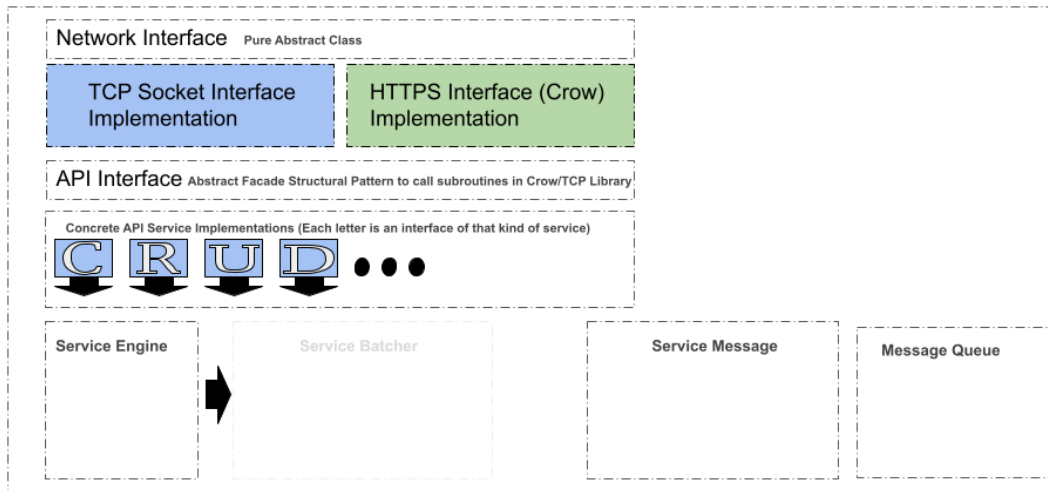 Network Interface Pure Abstract Class
TCP Socket Interface
Implementation
HTTPS Interface (Crow)
Implementation
API Interface Abstract Facade Structural Pattern to call subroutines in Crow/TCP Library
Concrete API Service Implementations (Each letter is an interface of that kind of service)
C R U D
Service Engine
Service Batcher
Service Message
Message Queue